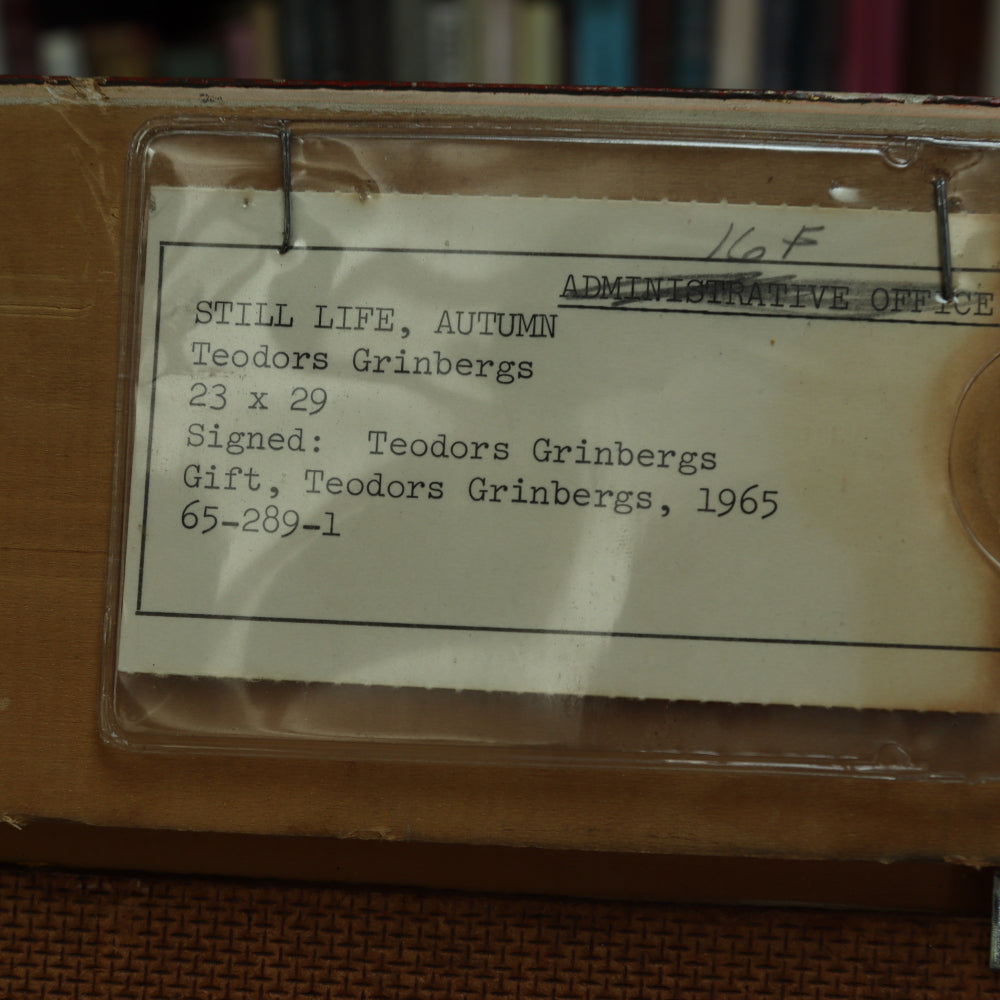 16 F
ADMINISTRATIVE OFFICE
STILL LIFE, AUTUMN
Teodors Grinbergs
23 x 29
Signed: Teodors Grinbergs
Gift, Teodors Grinbergs, 1965
65-289-1